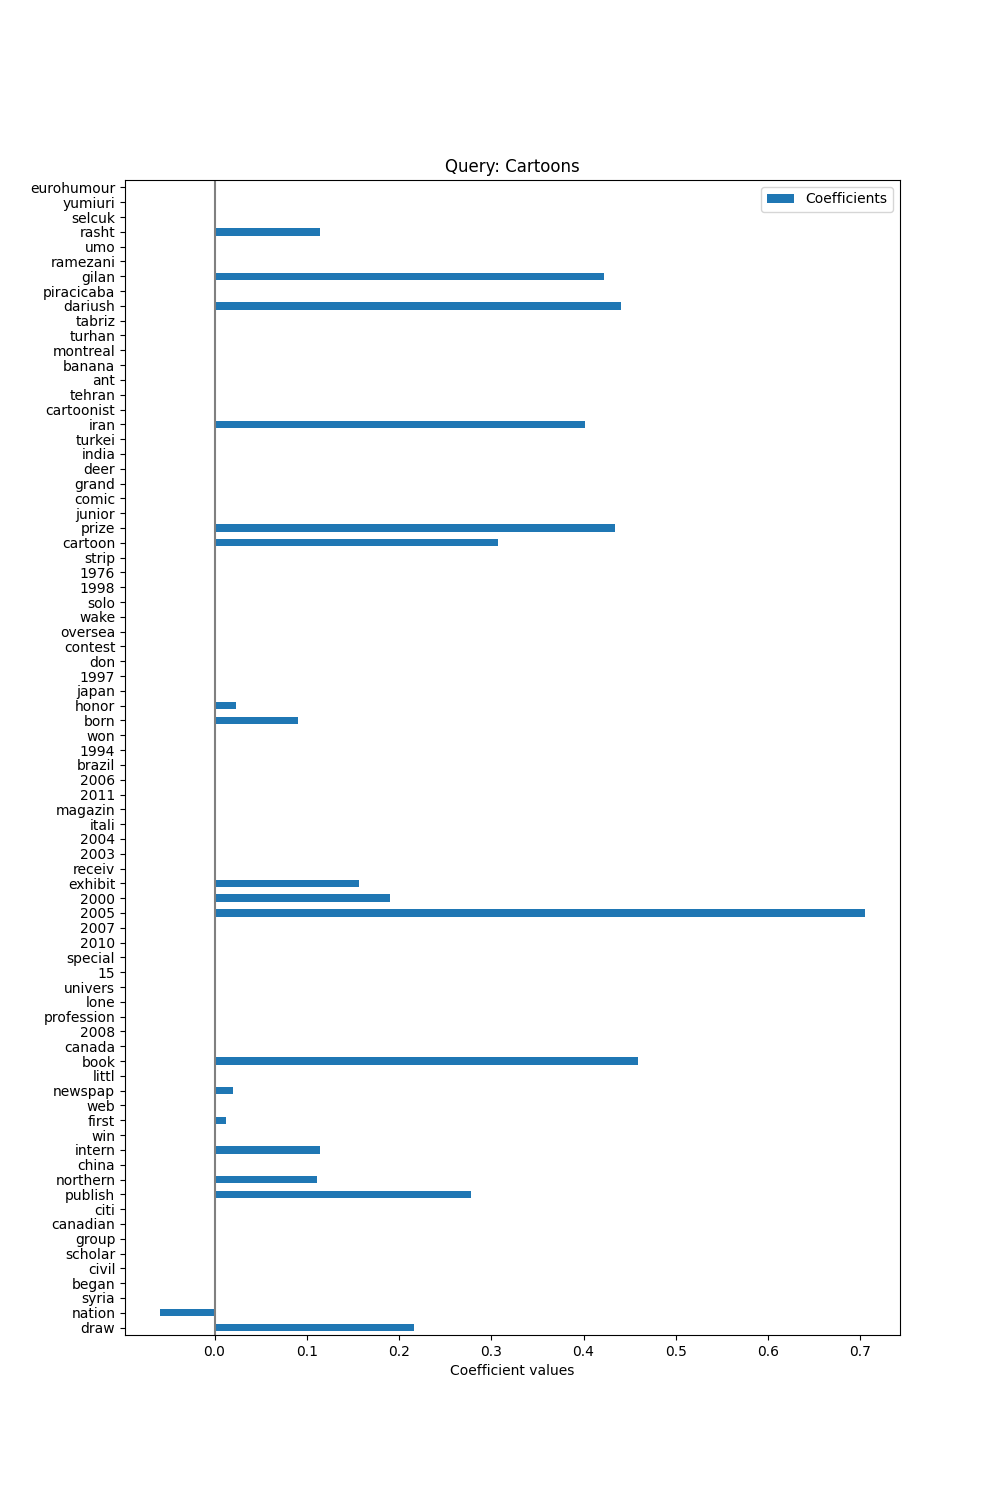 Query: Cartoons
Coefficients
eurohumour
yumiuri
selcuk
rasht
umo
ramezani
gilan
piracicaba
dariush
tabriz
turhan
montreal
banana
ant
tehran
cartoonist
iran
turkei
india
deer
grand
comic
junior
prize
cartoon
strip
1976
1998
solo
wake
oversea
contest
don
1997
japan
honor
born
won
1994
brazil
2006
2011
magazin
itali
2004
2003
receiv
exhibit
2000
2005
2007
2010
special
15
univers
lone
profession
2008
canada
book
littl
newspap
web
first
win
intern
china
northern
publish
citi
canadian
group
scholar
civil
began
syria
nation
draw
0.0 0.1 0.2 0.3 0.4 0.5 0.6 0.7
Coefficient values